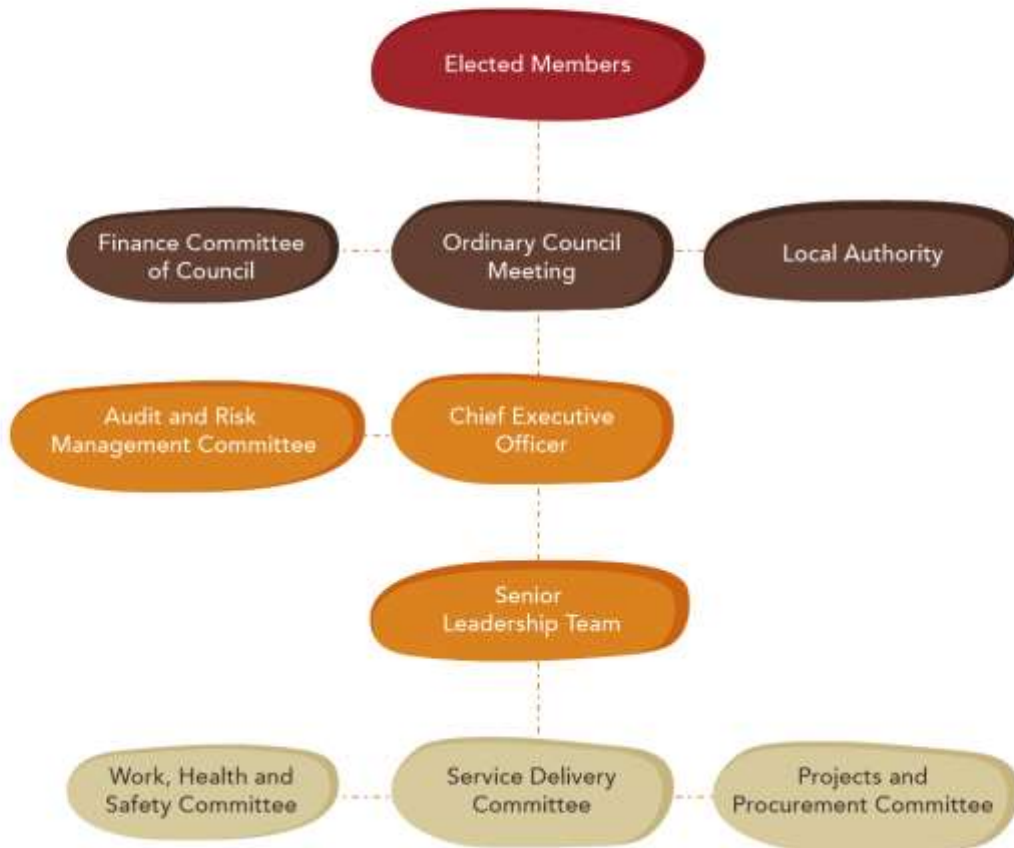 Elected Members
Finance Committee
of Council
Ordinary Council
Meeting
Local Authority
Audit and Risk
Management Committee
Chief Executive
Officer
Senior
Leadership Team
Work, Health and
Safety Committee
Service Delivery
Committee
Projects and
Procurement Committee